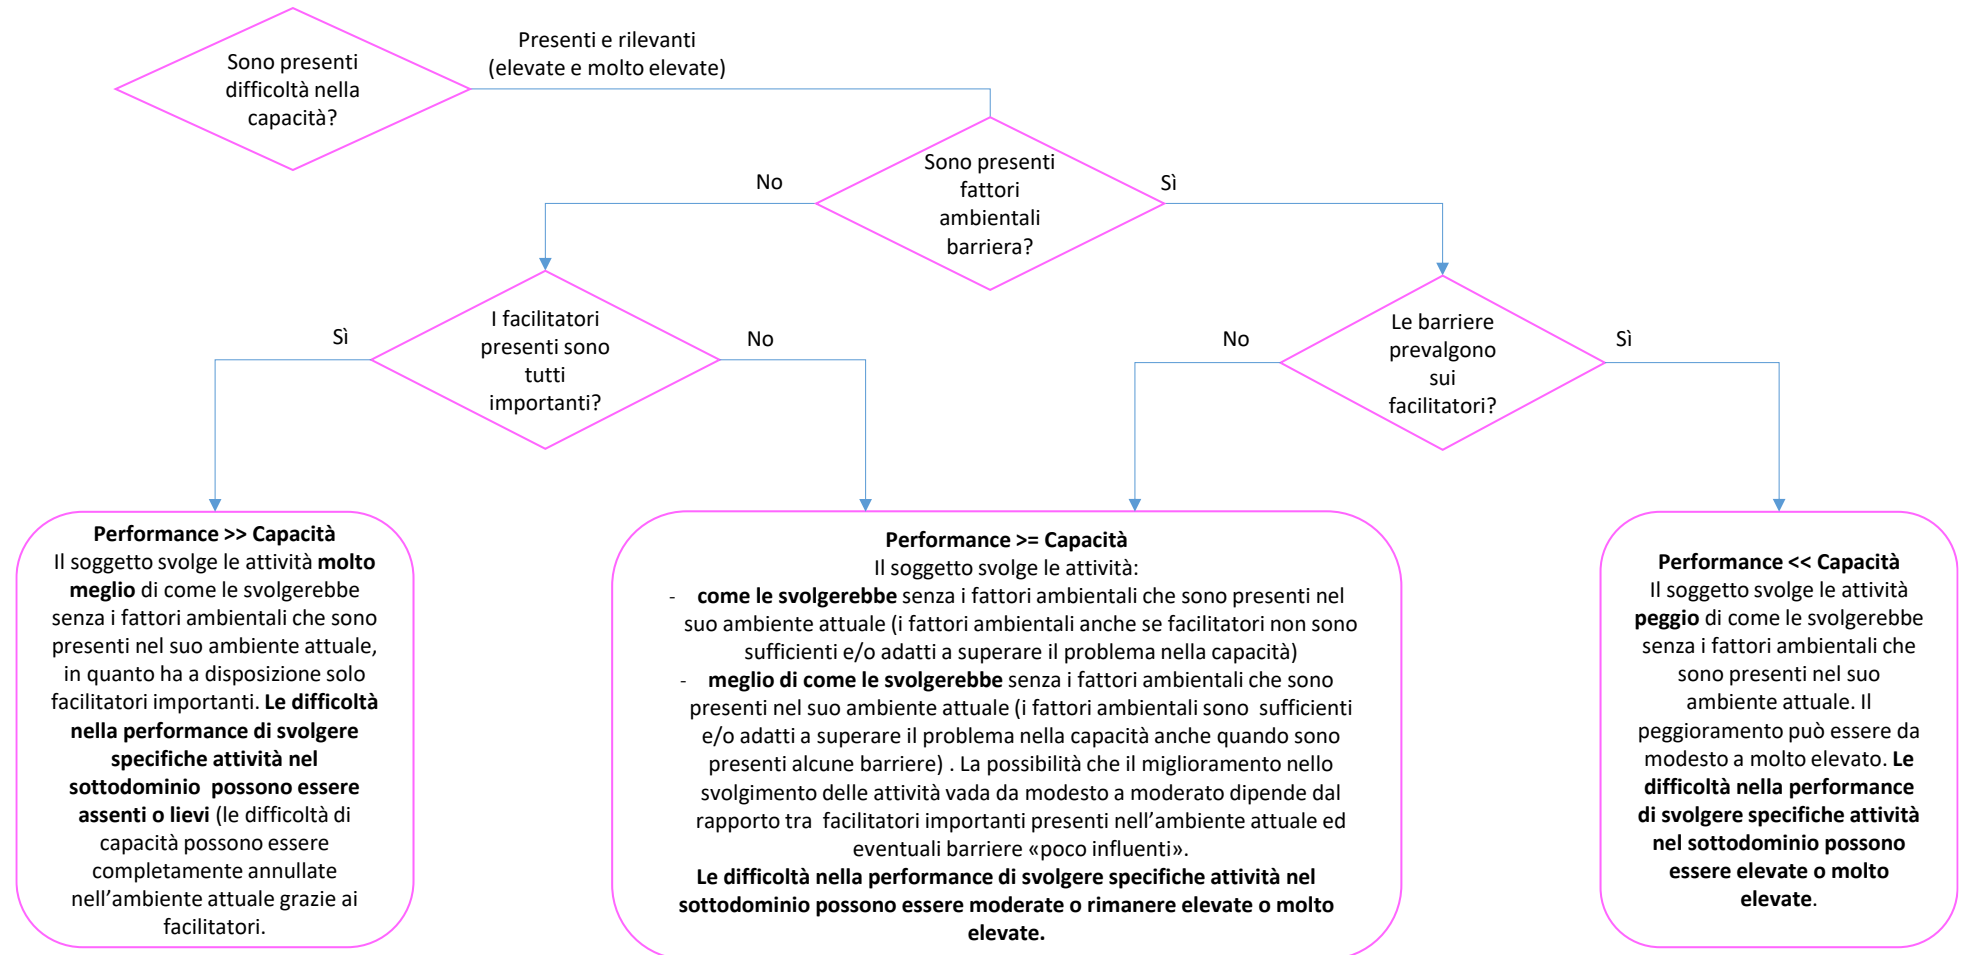 Sono presenti
difficoltà nella
capacità?
Presenti e rilevanti
(elevate e molto elevate)
Sono presenti
fattori
ambientali
barriera?
No
Sì
I facilitatori
presenti sono
tutti
importanti?
Sì
No
Le barriere
prevalgono
sui
facilitatori?
No
Sì
Performance >> Capacità
Il soggetto svolge le attività molto
meglio di come le svolgerebbe
senza i fattori ambientali che sono
presenti nel suo ambiente attuale,
in quanto ha a disposizione solo
facilitatori importanti. Le difficoltà
nella performance di svolgere
specifiche attività nel
sottodominio possono essere
assenti o lievi (le difficoltà di
capacità possono essere
completamente annullate
nell'ambiente attuale grazie ai
facilitatori.
Performance >= Capacità
Il soggetto svolge le attività:
- come le svolgerebbe senza i fattori ambientali che sono presenti nel
suo ambiente attuale (i fattori ambientali anche se facilitatori non sono
sufficienti e/o adatti a superare il problema nella capacità)
- meglio di come le svolgerebbe senza i fattori ambientali che sono
presenti nel suo ambiente attuale (i fattori ambientali sono sufficienti
e/o adatti a superare il problema nella capacità anche quando sono
presenti alcune barriere) . La possibilità che il miglioramento nello
svolgimento delle attività vada da modesto a moderato dipende dal
rapporto tra facilitatori importanti presenti nell'ambiente attuale ed
eventuali barriere «poco influenti».
Le difficoltà nella performance di svolgere specifiche attività nel
sottodominio possono essere moderate o rimanere elevate o molto
elevate.
Performance << Capacità
Il soggetto svolge le attività
peggio di come le svolgerebbe
senza i fattori ambientali che
sono presenti nel suo
ambiente attuale. Il
peggioramento può essere da
modesto a molto elevato. Le
difficoltà nella performance
di svolgere specifiche attività
nel sottodominio possono
essere elevate o molto
elevate.